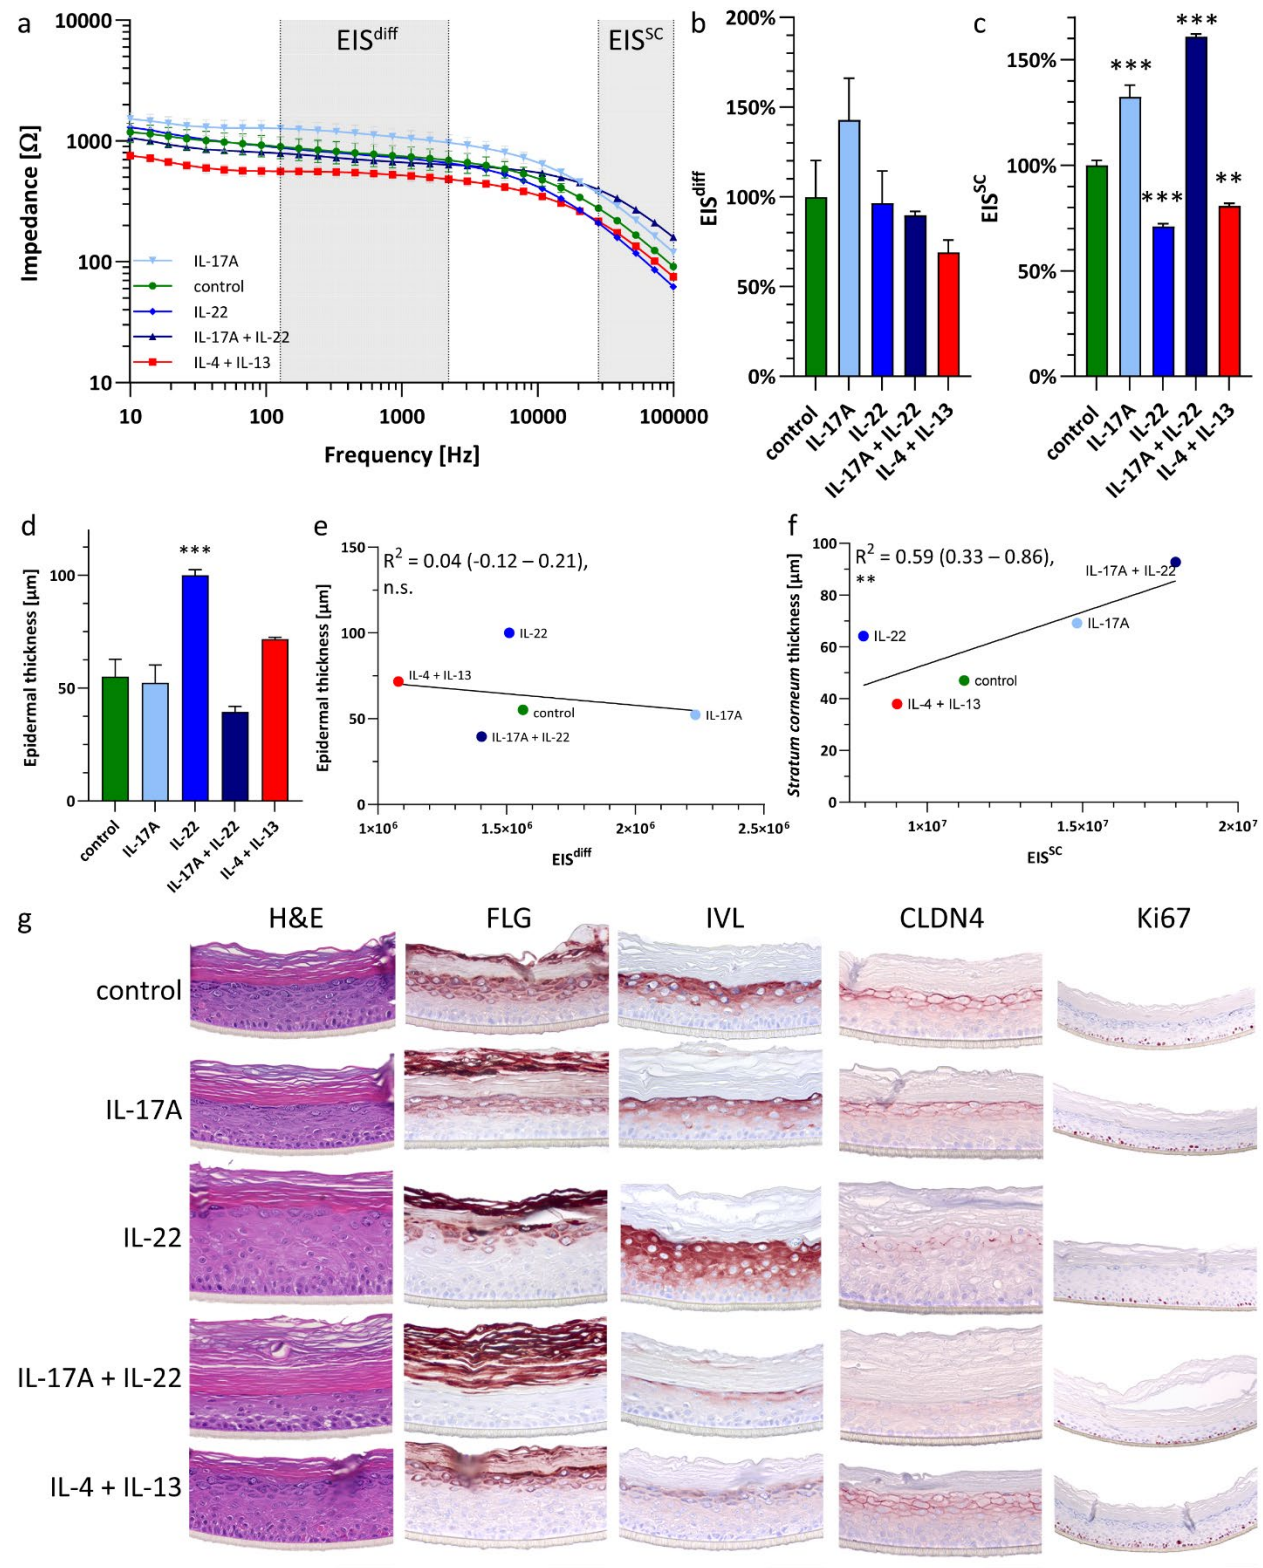 a
10000
1000
100
10
Impedance [Ω]
EIS^diff
EIS^SC
IL-17A
control
IL-22
IL-17A + IL-22
IL-4 + IL-13
10
100
1000
10000
100000
Frequency [Hz]
b
200%
150%
100%
50%
0%
EIS^diff
control
IL-17A
IL-22
IL-17A + IL-22
IL-4 + IL-13
c
150%
100%
50%
0%
EIS^SC
***
***
***
**
control
IL-17A
IL-22
IL-17A + IL-22
IL-4 + IL-13
d
100
50
0
Epidermal thickness [µm]
***
control
IL-17A
IL-22
IL-17A + IL-22
IL-4 + IL-13
e
150
100
50
0
Epidermal thickness [µm]
R² = 0.04 (-0.12 – 0.21),
n.s.
IL-22
IL-4 + IL-13
control
IL-17A
IL-17A + IL-22
1×10⁶
1.5×10⁶
2×10⁶
2.5×10⁶
EIS^diff
f
100
80
60
40
20
0
Stratum corneum thickness [µm]
R² = 0.59 (0.33 – 0.86),
**
IL-17A + IL-22
IL-22
IL-17A
control
IL-4 + IL-13
1×10⁷
1.5×10⁷
2×10⁷
EIS^SC
g
H&E
FLG
IVL
CLDN4
Ki67
control
IL-17A
IL-22
IL-17A + IL-22
IL-4 + IL-13